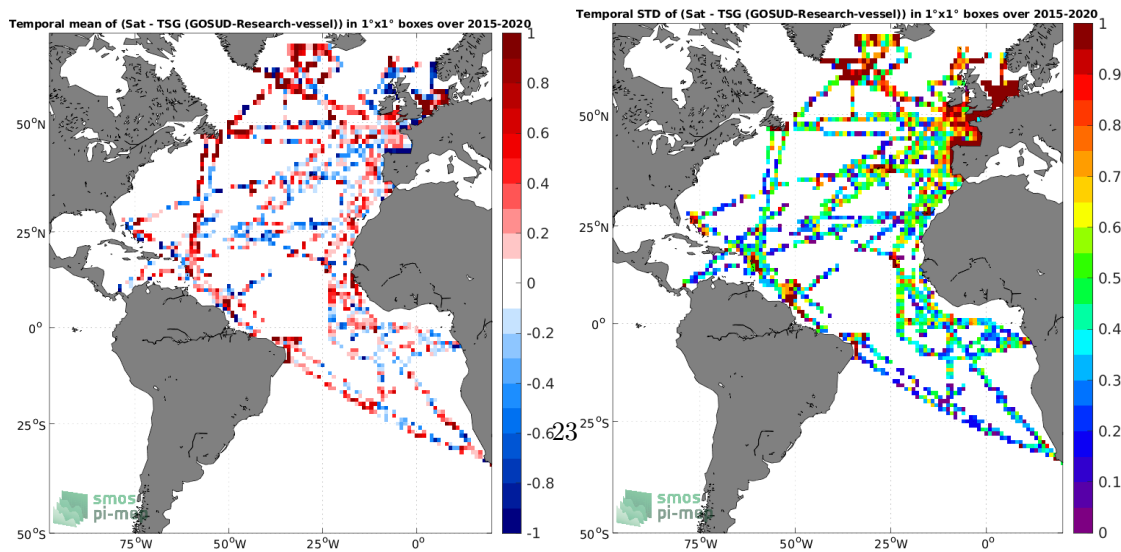 Temporal mean of (Sat - TSG (GOSUD-Research-vessel)) in 1°x1° boxes over 2015-2020
50°N
25°N
0°
25°S
50°S
75°W
50°W
25°W
0°
1
0.8
0.6
0.4
0.2
0
-0.2
-0.4
-0.6
-0.8
-1
smos
pi-mep
23
Temporal STD of (Sat - TSG (GOSUD-Research-vessel)) in 1°x1° boxes over 2015-2020
50°N
25°N
0°
25°S
50°S
75°W
50°W
25°W
0°
1
0.9
0.8
0.7
0.6
0.5
0.4
0.3
0.2
0.1
0
smos
pi-mep